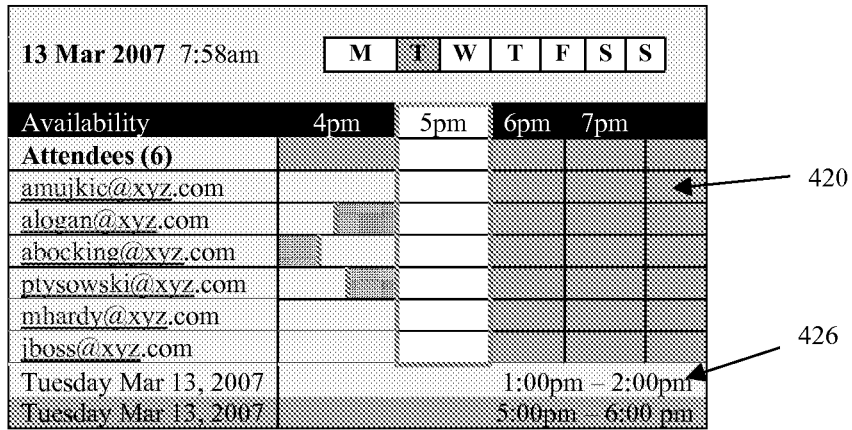 13 Mar 2007 7:58am M T W T F S S
Availability 4pm 5pm 6pm 7pm
Attendees (6)
amujkic@xyz.com
420
alogan@xyz.com
abocking@xyz.com
ptysowski@xyz.com
mhardy@xyz.com
jboss@xyz.com
426
Tuesday Mar 13, 2007 1:00pm – 2:00pm
Tuesday Mar 13, 2007 5:00pm – 6:00 pm